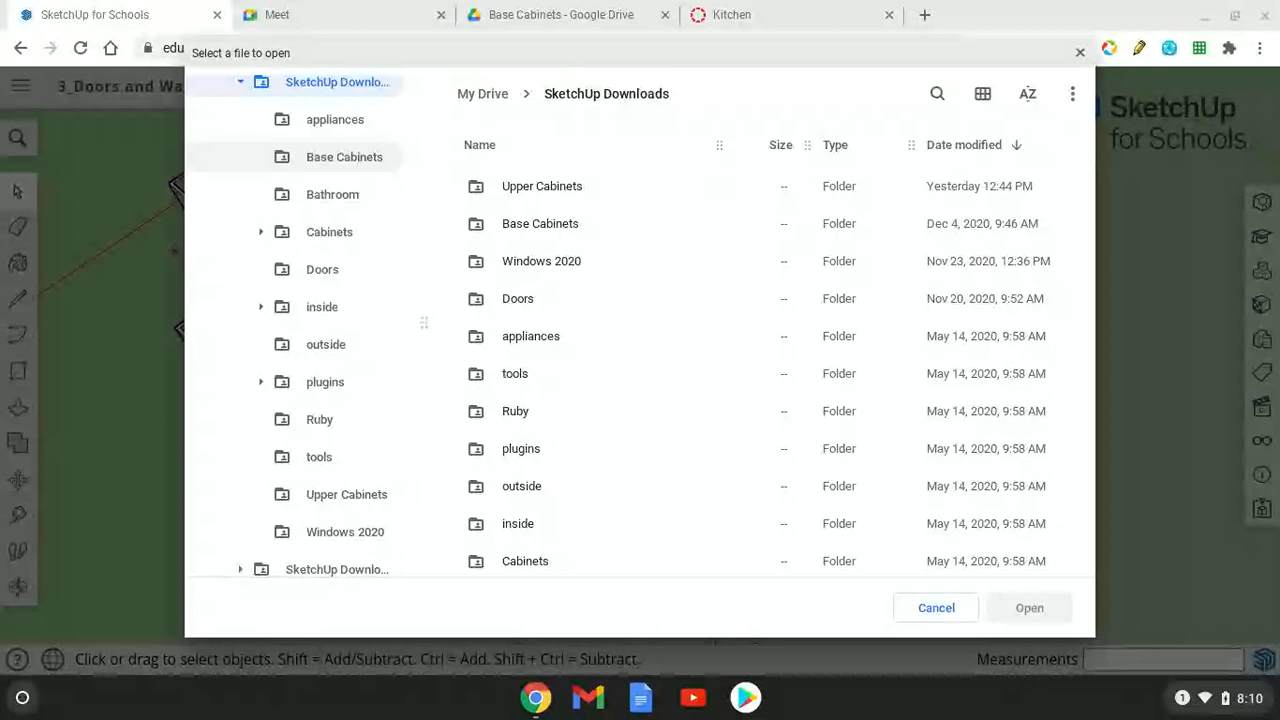 SketchUp for Schools
Meet
Base Cabinets - Google Drive
Kitchen
edu
Select a file to open
3_Doors and Wa
SketchUp
for Schools
SketchUp Downlo...
appliances
Base Cabinets
Bathroom
Cabinets
Doors
inside
outside
plugins
Ruby
tools
Upper Cabinets
Windows 2020
SketchUp Downlo...
My Drive > SketchUp Downloads
AZ
Name Size Type Date modified
Upper Cabinets -- Folder Yesterday 12:44 PM
Base Cabinets -- Folder Dec 4, 2020, 9:46 AM
Windows 2020 -- Folder Nov 23, 2020, 12:36 PM
Doors -- Folder Nov 20, 2020, 9:52 AM
appliances -- Folder May 14, 2020, 9:58 AM
tools -- Folder May 14, 2020, 9:58 AM
Ruby -- Folder May 14, 2020, 9:58 AM
plugins -- Folder May 14, 2020, 9:58 AM
outside -- Folder May 14, 2020, 9:58 AM
inside -- Folder May 14, 2020, 9:58 AM
Cabinets -- Folder May 14, 2020, 9:58 AM
Cancel
Open
Click or drag to select objects. Shift = Add/Subtract. Ctrl = Add. Shift + Ctrl = Subtract.
Measurements
1
8:10